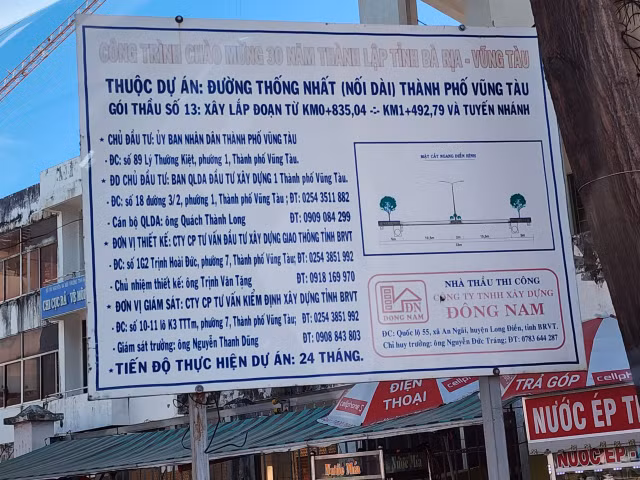 CÔNG TRÌNH CHÀO MỪNG 30 NĂM THÀNH LẬP TỈNH BÀ RỊA - VŨNG TÀU
THUỘC DỰ ÁN: ĐƯỜNG THỐNG NHẤT (NỐI DÀI) THÀNH PHỐ VŨNG TÀU
GÓI THẦU SỐ 13: XÂY LẮP ĐOẠN TỪ KM0+835,04 -:- KM1+492,79 VÀ TUYẾN NHÁNH
* CHỦ ĐẦU TƯ: ỦY BAN NHÂN DÂN THÀNH PHỐ VŨNG TÀU
- ĐC: số 89 Lý Thường Kiệt, phường 1, Thành phố Vũng Tàu.
* ĐD CHỦ ĐẦU TƯ: BAN QLDA ĐẦU TƯ XÂY DỰNG 1 Thành phố Vũng Tàu.
- ĐC: số 18 đường 3/2, phường 1, Thành phố Vũng Tàu ; ĐT: 0254 3511 882
- Cán bộ QLDA: ông Quách Thành Long ĐT: 0909 084 299
* ĐƠN VỊ THIẾT KẾ: CTY CP TƯ VẤN ĐẦU TƯ XÂY DỰNG GIAO THÔNG TỈNH BRVT
- ĐC: số 1G2 Trịnh Hoài Đức, phường 7, Thành phố Vũng Tàu; ĐT: 0254 3851 992
- Chủ nhiệm thiết kế: ông Trịnh Văn Tặng ĐT: 0918 169 970
* ĐƠN VỊ GIÁM SÁT: CTY CP TƯ VẤN KIỂM ĐỊNH XÂY DỰNG TỈNH BRVT
- ĐC: số 10-11 lô K3 TTTm, phường 7, Thành phố Vũng Tàu; ĐT: 0254 3851 992
- Giám sát trưởng: ông Nguyễn Thanh Dũng ĐT: 0908 843 803
* TIẾN ĐỘ THỰC HIỆN DỰ ÁN: 24 THÁNG.
MẶT CẮT NGANG ĐIỂN HÌNH
NHÀ THẦU THI CÔNG
CÔNG TY TNHH XÂY DỰNG
ĐÔNG NAM
ĐN
ĐÔNG NAM
ĐC: Quốc lộ 55, xã An Ngãi, huyện Long Điền, tỉnh BRVT.
Chỉ huy trưởng: ông Nguyễn Đức Tráng; ĐT: 0783 644 287
ĐIỆN
THOẠI
cellphone
TRẢ GÓP
NƯỚC ÉP
Nước Mía
Nước Mía
NƯỚC ÉP